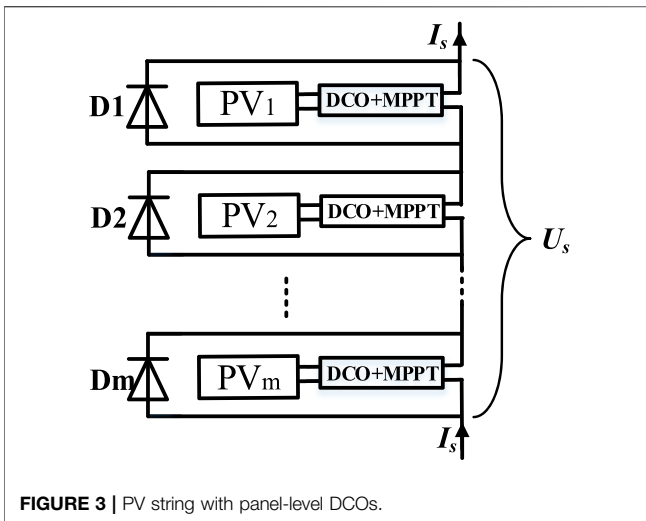 Is
D1
PV1
DCO+MPPT
D2
PV2
DCO+MPPT
Us
Dm
PVm
DCO+MPPT
Is
FIGURE 3 | PV string with panel-level DCOs.